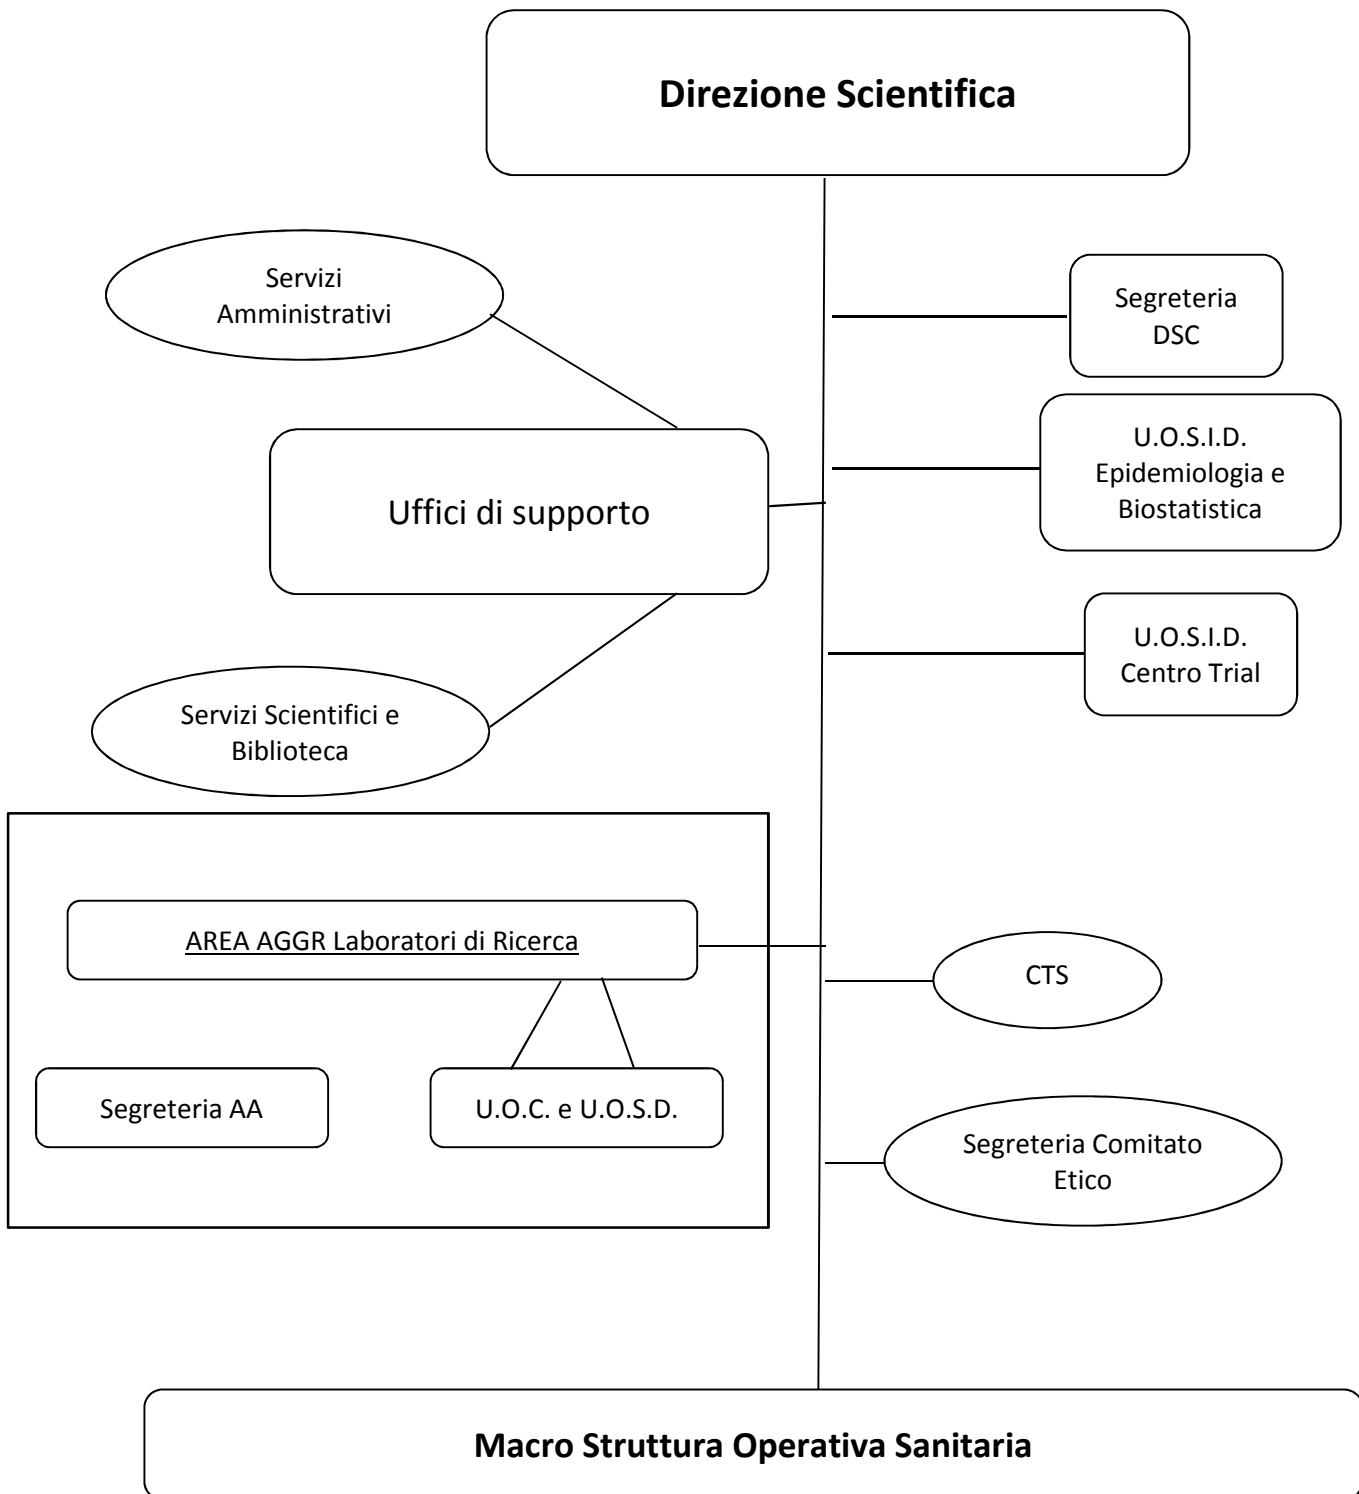 Direzione Scientifica
Servizi
Amministrativi
Segreteria
DSC
U.O.S.I.D.
Epidemiologia e
Biostatistica
Uffici di supporto
U.O.S.I.D.
Centro Trial
Servizi Scientifici e
Biblioteca
AREA AGGR Laboratori di Ricerca
CTS
Segreteria AA
U.O.C. e U.O.S.D.
Segreteria Comitato
Etico
Macro Struttura Operativa Sanitaria